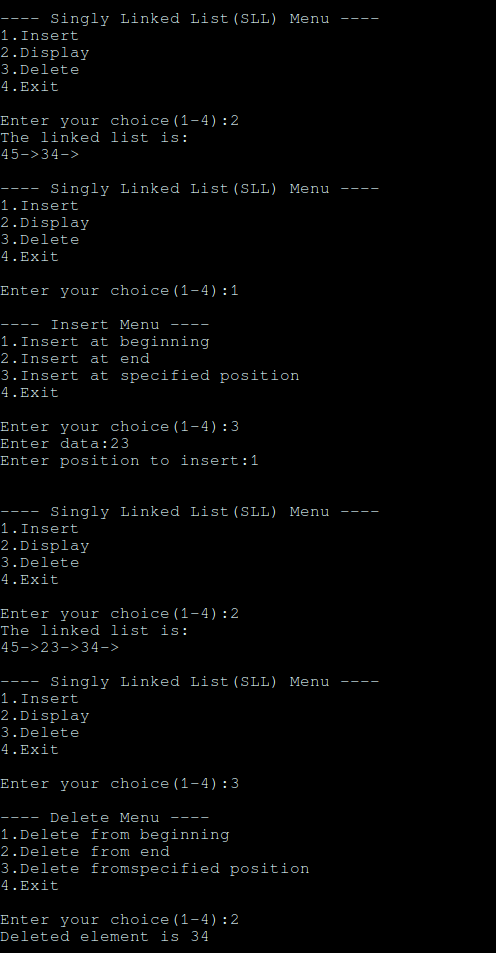 ---- Singly Linked List(SLL) Menu ----
1.Insert
2.Display
3.Delete
4.Exit
Enter your choice(1-4):2
The linked list is:
45->34->
---- Singly Linked List(SLL) Menu ----
1.Insert
2.Display
3.Delete
4.Exit
Enter your choice(1-4):1
---- Insert Menu ----
1.Insert at beginning
2.Insert at end
3.Insert at specified position
4.Exit
Enter your choice(1-4):3
Enter data:23
Enter position to insert:1
---- Singly Linked List(SLL) Menu ----
1.Insert
2.Display
3.Delete
4.Exit
Enter your choice(1-4):2
The linked list is:
45->23->34->
---- Singly Linked List(SLL) Menu ----
1.Insert
2.Display
3.Delete
4.Exit
Enter your choice(1-4):3
---- Delete Menu ----
1.Delete from beginning
2.Delete from end
3.Delete fromspecified position
4.Exit
Enter your choice(1-4):2
Deleted element is 34